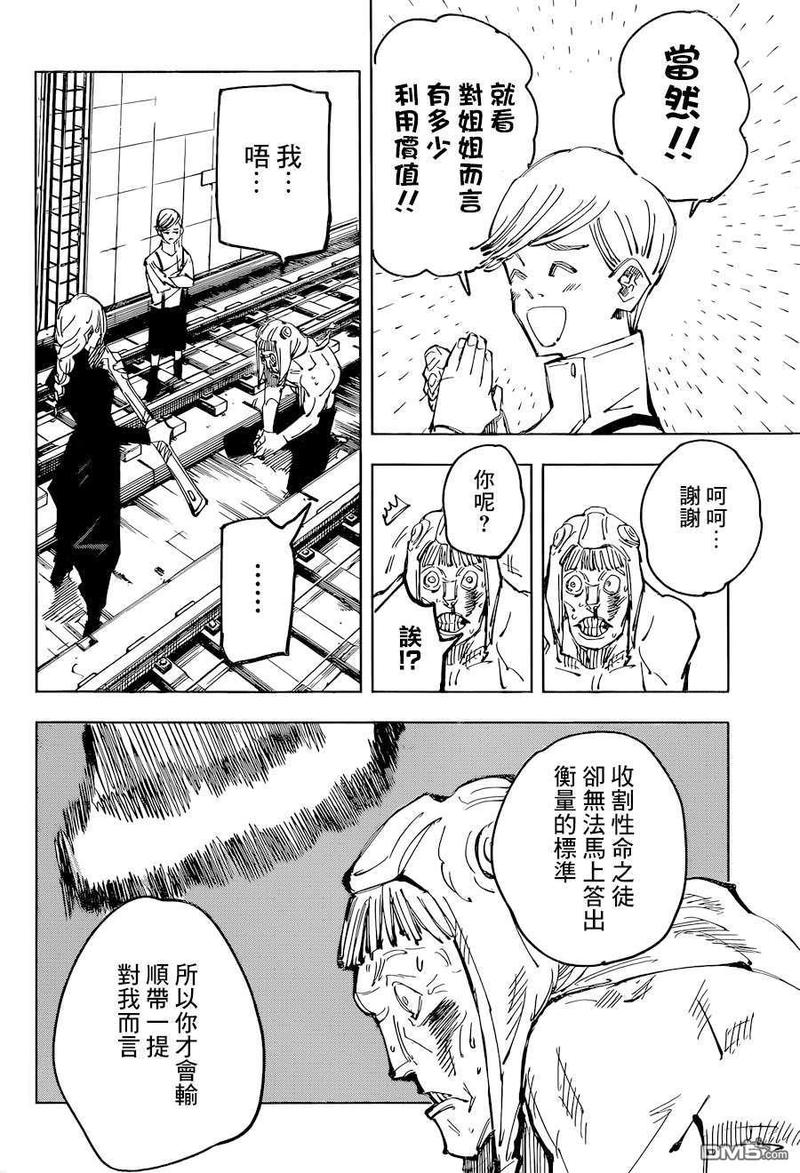 當然!!
就看
對姐姐而言
有多少
利用價值!!
我…
唔…
……
呵呵…
謝謝
你呢?
誒!?
收割性命之徒
卻無法馬上答出
衡量的標準
所以你才會輸
順帶一提
對我而言
DM5.com